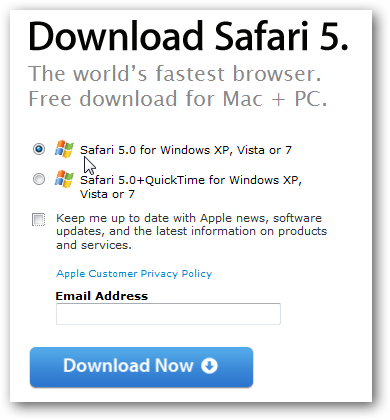 Download Safari 5.
The world's fastest browser.
Free download for Mac + PC.
Safari 5.0 for Windows XP, Vista or 7
Safari 5.0+QuickTime for Windows XP,
Vista or 7
Keep me up to date with Apple news, software
updates, and the latest information on products
and services.
Apple Customer Privacy Policy
Email Address
Download Now